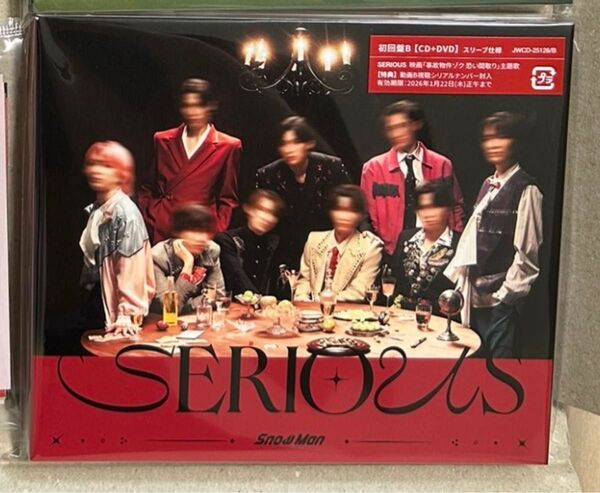 初回盤B【CD+DVD】スリーブ仕様 JWCD-25126/B
SERIOUS 映画「事故物件ゾク 恐い間取り」主題歌
【特典】動画B視聴シリアルナンバー封入
有効期限：2026年1月22日(木)正午まで
プラ
SERIOUS
Snow Man